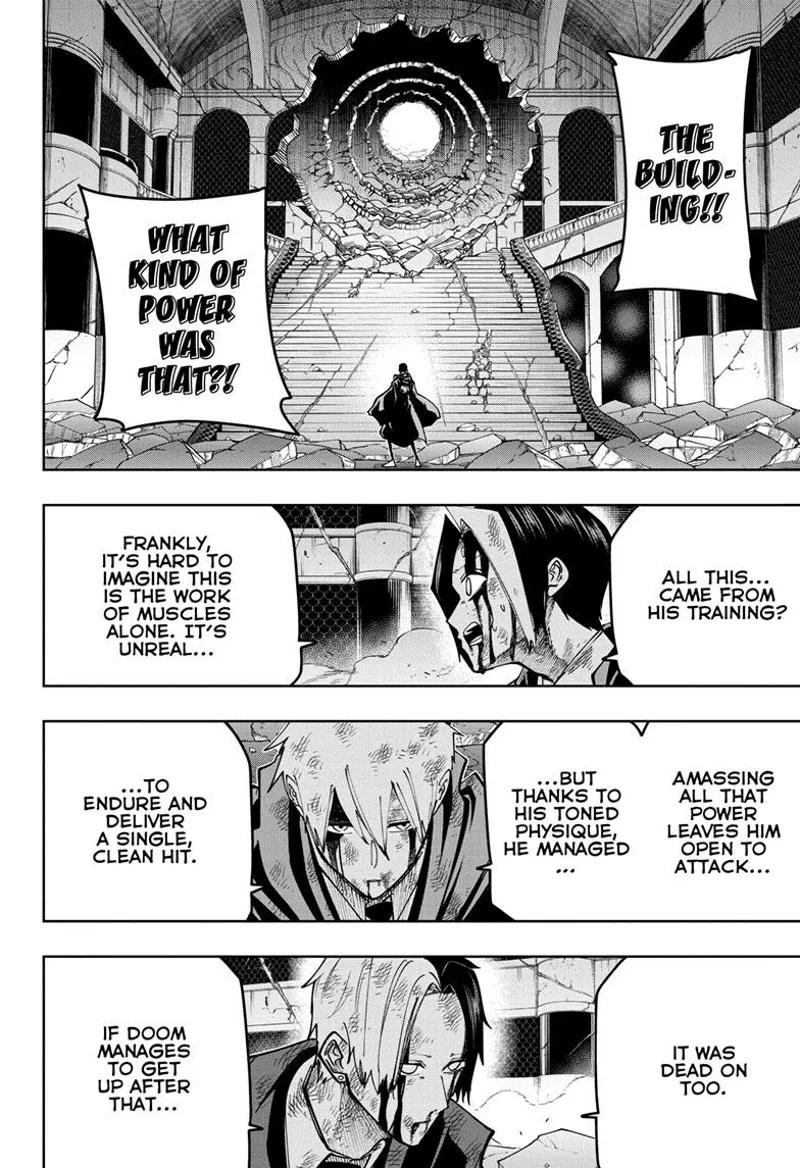 THE
BUILD-
ING!!
WHAT
KIND OF
POWER
WAS
THAT?!
ALL THIS...
CAME FROM
HIS TRAINING?
FRANKLY,
IT'S HARD TO
IMAGINE THIS
IS THE WORK
OF MUSCLES
ALONE. IT'S
UNREAL...
AMASSING
ALL THAT
POWER
LEAVES HIM
OPEN TO
ATTACK...
...BUT
THANKS TO
HIS TONED
PHYSIQUE,
HE MANAGED
...
...TO
ENDURE AND
DELIVER
A SINGLE,
CLEAN HIT.
IT WAS
DEAD ON
TOO.
IF DOOM
MANAGES
TO GET
UP AFTER
THAT...